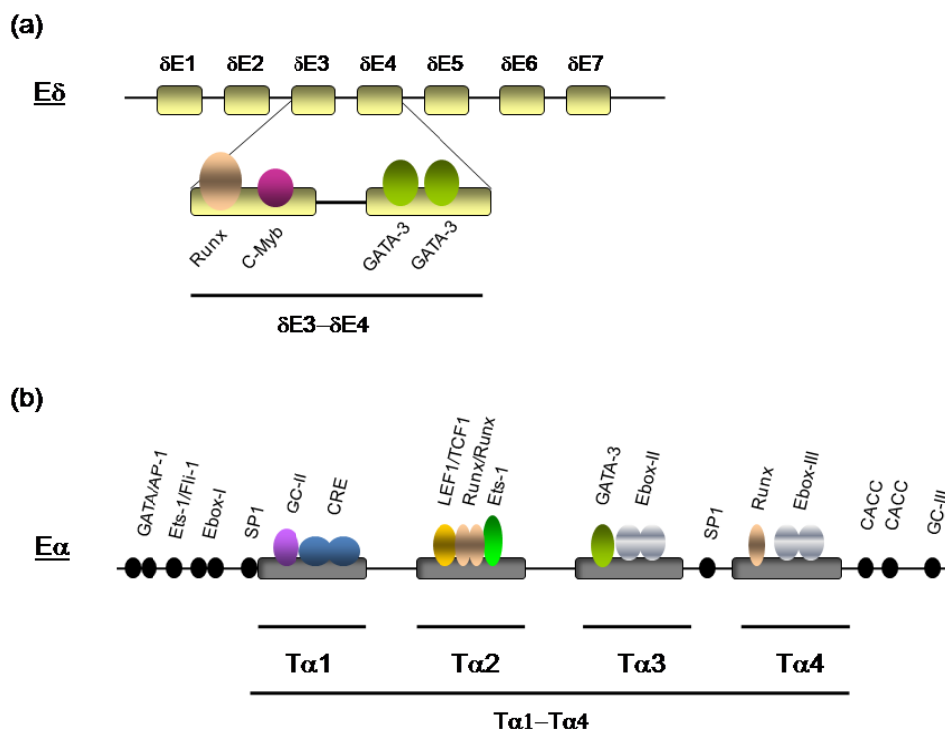 (a)
δE1 δE2 δE3 δE4 δE5 δE6 δE7
Eδ
Runx
C-Myb
GATA-3
GATA-3
δE3–δE4
(b)
GATA/AP-1
Ets-1/Fli-1
Ebox-I
SP1
GC-II
CRE
LEF1/TCF1
Runx/Runx
Ets-1
GATA-3
Ebox-II
SP1
Runx
Ebox-III
CACC
CACC
GC-III
Eα
Tα1 Tα2 Tα3 Tα4
Tα1–Tα4